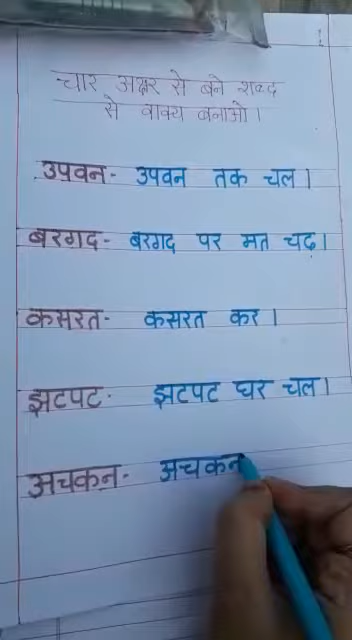 चार अक्षर से बने शब्द
से वाक्य बनाओ।
उपवन- उपवन तक चल।
बरगद- बरगद पर मत चढ़।
कसरत- कसरत कर।
झटपट- झटपट घर चल।
अचकन- अचकन